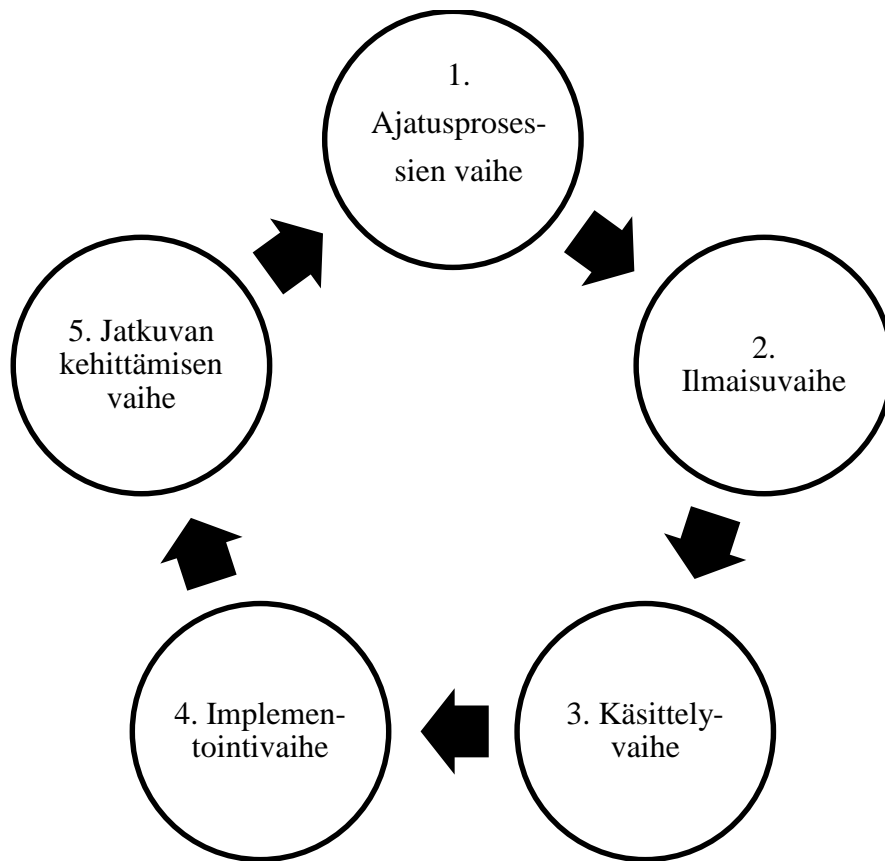 1.
Ajatusproses-
sien vaihe
2.
Ilmaisuvaihe
3. Käsittely-
vaihe
4. Implemen-
tointivaihe
5. Jatkuvan
kehittämisen
vaihe